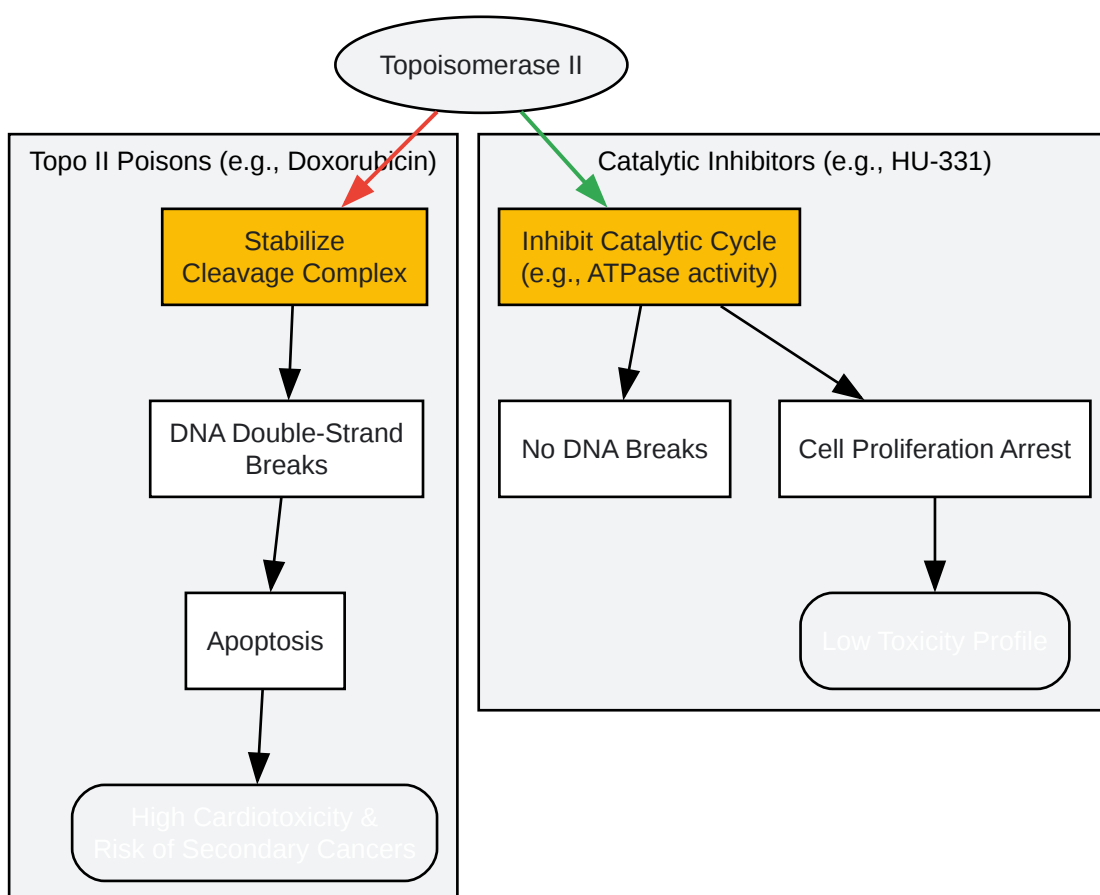 Topoisomerase II
Topo II Poisons (e.g., Doxorubicin)
Stabilize
Cleavage Complex
DNA Double-Strand
Breaks
Apoptosis
High Cardiotoxicity &
Risk of Secondary Cancers
Catalytic Inhibitors (e.g., HU-331)
Inhibit Catalytic Cycle
(e.g., ATPase activity)
No DNA Breaks
Cell Proliferation Arrest
Low Toxicity Profile